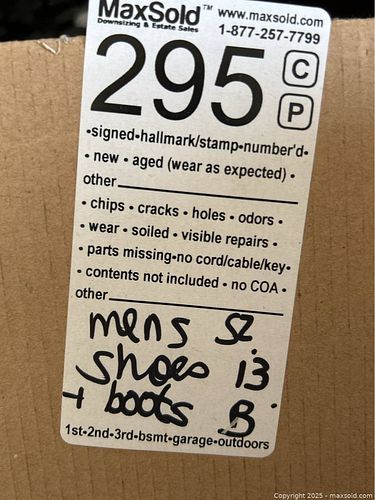 MaxSold™ www.maxsold.com
Downsizing & Estate Sales 1-877-257-7799
295 C
P
•signed•hallmark/stamp•number'd•
• new • aged (wear as expected) •
other
• chips • cracks • holes • odors •
• wear • soiled • visible repairs •
• parts missing•no cord/cable/key•
• contents not included • no COA •
other
mens SZ.
shoes 13
+ boots B
1st•2nd•3rd•bsmt•garage•outdoors
Copyright 2025 - maxsold.com